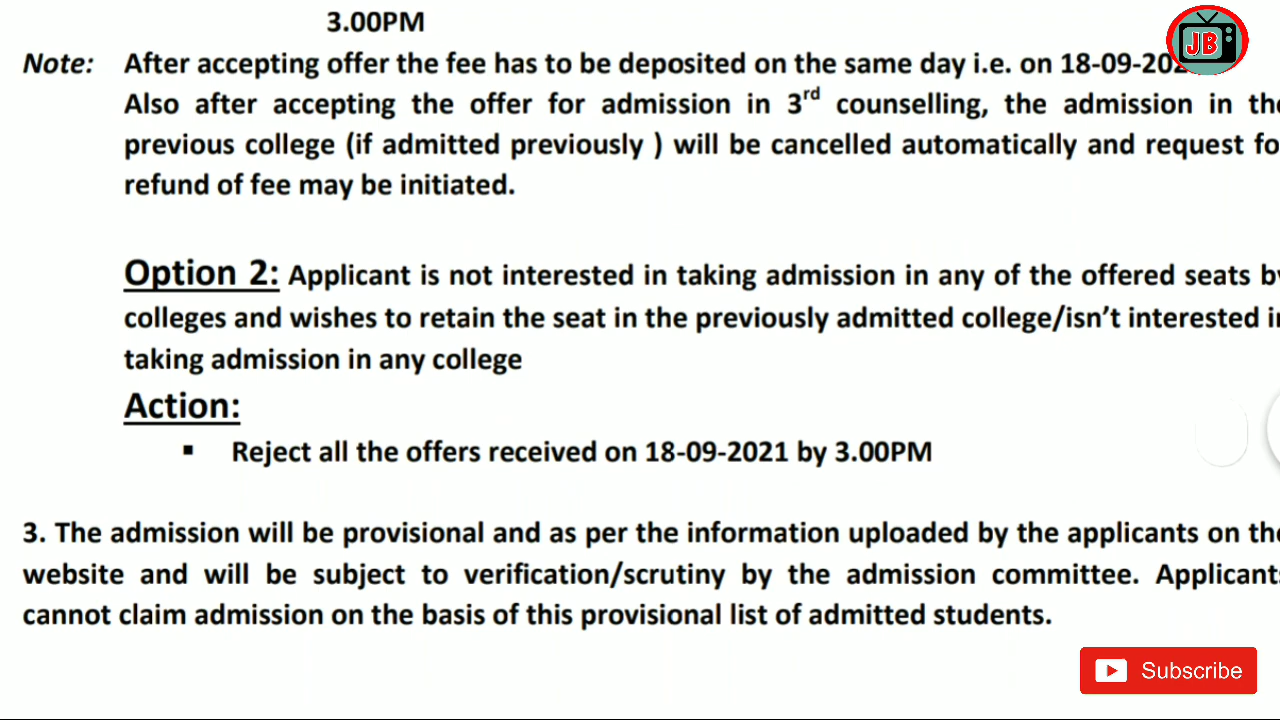 3.00PM
JB
Note: After accepting offer the fee has to be deposited on the same day i.e. on 18-09-202
Also after accepting the offer for admission in 3rd counselling, the admission in the
previous college (if admitted previously ) will be cancelled automatically and request fo
refund of fee may be initiated.
Option 2: Applicant is not interested in taking admission in any of the offered seats by
colleges and wishes to retain the seat in the previously admitted college/isn't interested in
taking admission in any college
Action:
▪ Reject all the offers received on 18-09-2021 by 3.00PM
3. The admission will be provisional and as per the information uploaded by the applicants on the
website and will be subject to verification/scrutiny by the admission committee. Applicants
cannot claim admission on the basis of this provisional list of admitted students.
Subscribe